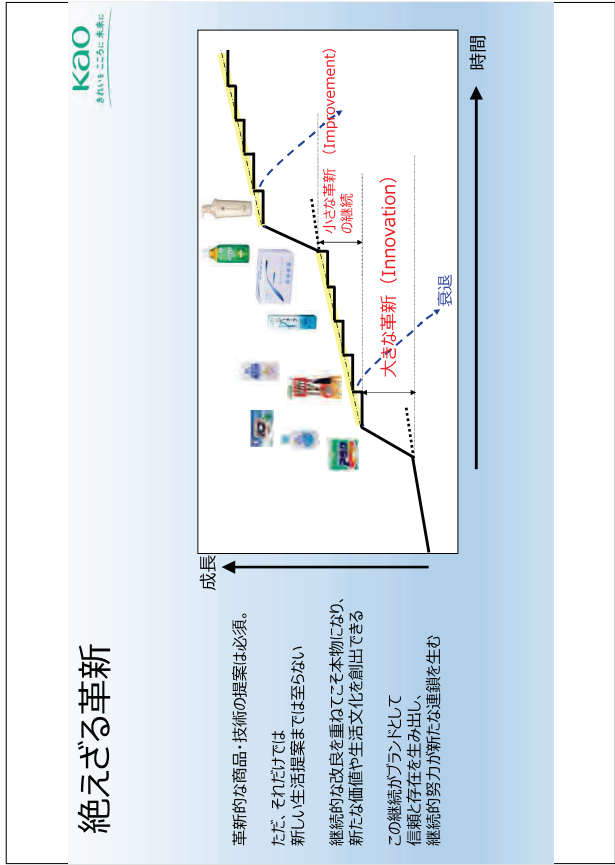 絶えざる革新
kao
きれいを こころに 未来に
革新的な商品・技術の提案は必須。
ただ、それだけでは
新しい生活提案までは至らない
継続的な改良を重ねてこそ本物になり、
新たな価値や生活文化を創出できる
この継続がブランドとして
信頼と存在を生み出し、
継続的努力が新たな連鎖を生む
成長
小さな革新 (Improvement)
の継続
大きな革新 (Innovation)
衰退
時間